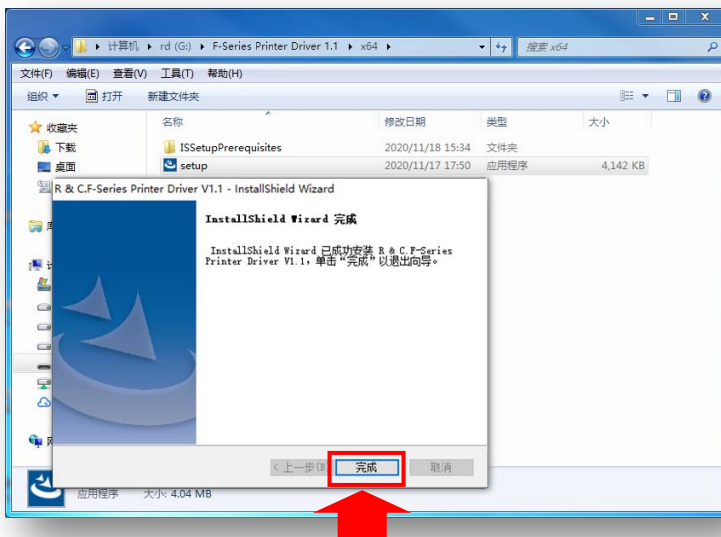 计算机 ▸ rd (G:) ▸ F-Series Printer Driver 1.1 ▸ x64 ▸
搜索 x64
文件(F) 编辑(E) 查看(V) 工具(T) 帮助(H)
组织 打开 新建文件夹
收藏夹
下载
桌面
名称 修改日期 类型 大小
ISSetupPrerequisites 2020/11/18 15:34 文件夹
setup 2020/11/17 17:50 应用程序 4,142 KB
R & C.F-Series Printer Driver V1.1 - InstallShield Wizard
InstallShield Wizard 完成
InstallShield Wizard 已成功安装 R & C.F-Series
Printer Driver V1.1，单击“完成”以退出向导。
< 上一步(B) 完成 取消
应用程序 大小: 4.04 MB